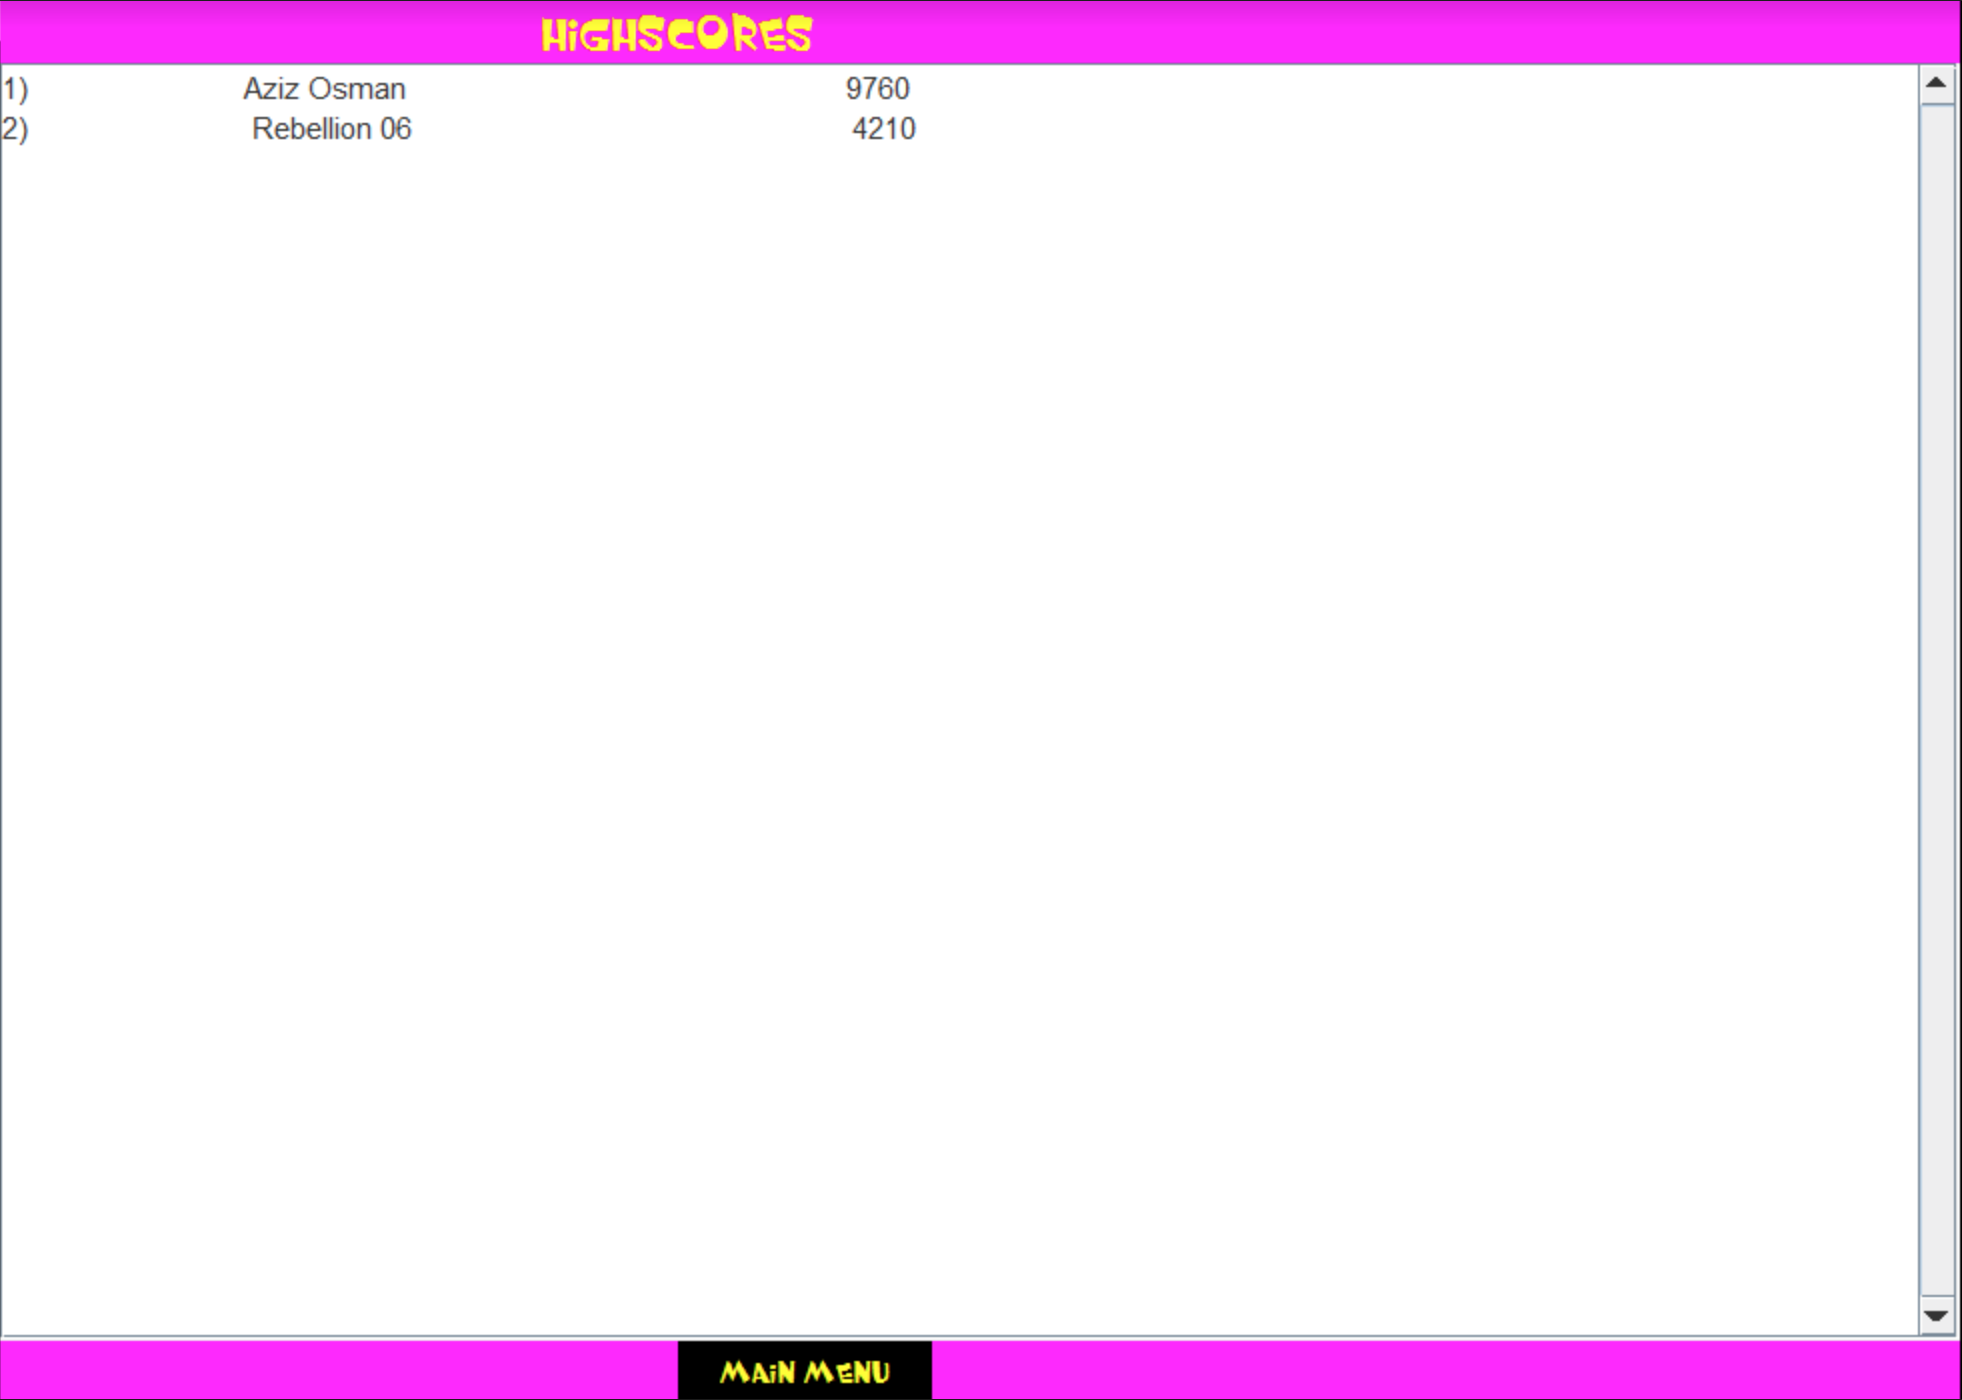 HiGHSCORES
1) Aziz Osman 9760
2) Rebellion 06 4210
MAiN MENU